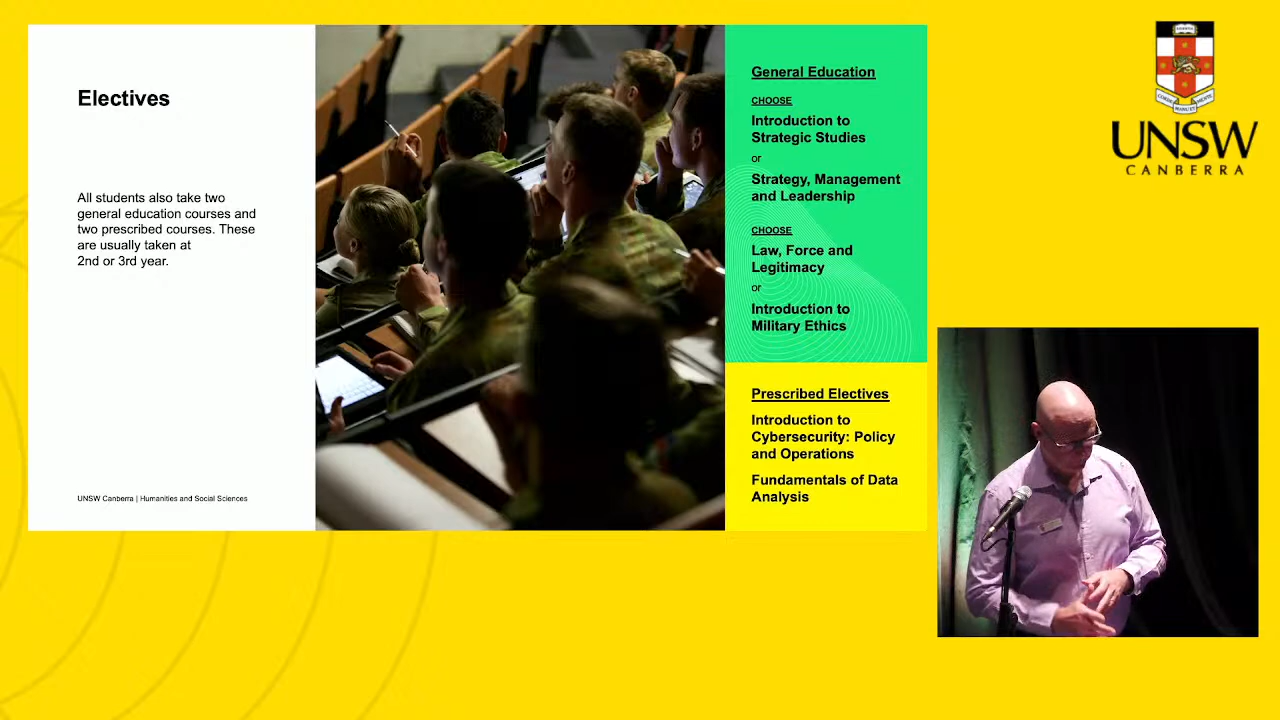 Electives
All students also take two
general education courses and
two prescribed courses. These
are usually taken at
2nd or 3rd year.
UNSW Canberra | Humanities and Social Sciences
General Education
CHOOSE
Introduction to
Strategic Studies
or
Strategy, Management
and Leadership
CHOOSE
Law, Force and
Legitimacy
or
Introduction to
Military Ethics
Prescribed Electives
Introduction to
Cybersecurity: Policy
and Operations
Fundamentals of Data
Analysis
UNSW
CANBERRA